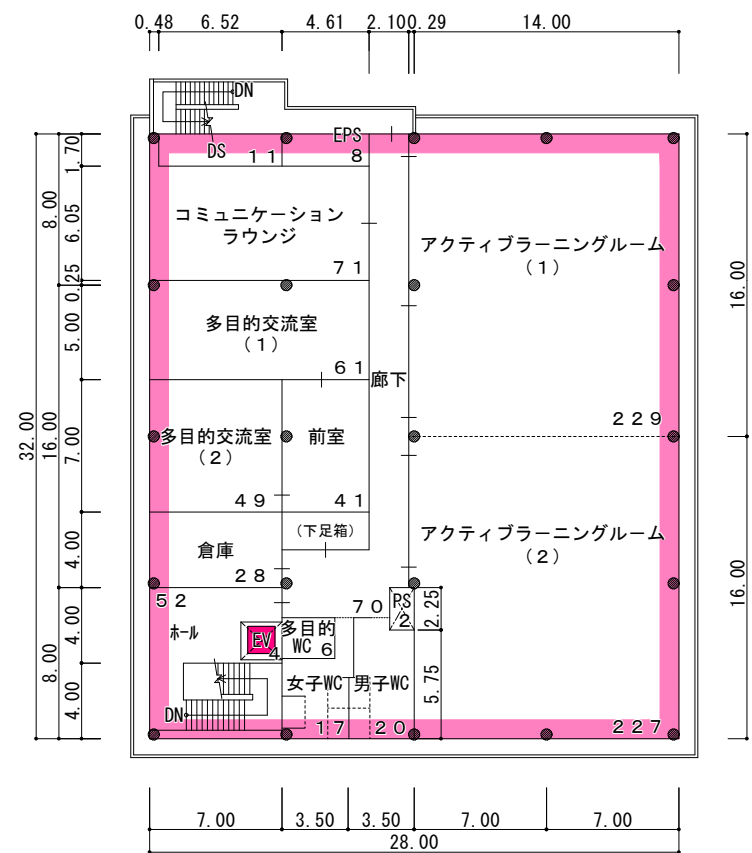 0.48 6.52 4.61 2.10 0.29 14.00
DN
DS
EPS
11 8
1.70
8.00
6.05
0.25
5.00
32.00
16.00
7.00
4.00
4.00
8.00
4.00
コミュニケーション
ラウンジ
71
アクティブラーニングルーム
(1)
16.00
多目的交流室
(1)
61
廊下
229
多目的交流室
(2)
前室
49 41
(下足箱)
アクティブラーニングルーム
(2)
倉庫
28
16.00
52
70
PS
2
2.25
ホール
EV
4
多目的
WC 6
5.75
女子WC 男子WC
DN
17 20
227
7.00 3.50 3.50 7.00 7.00
28.00